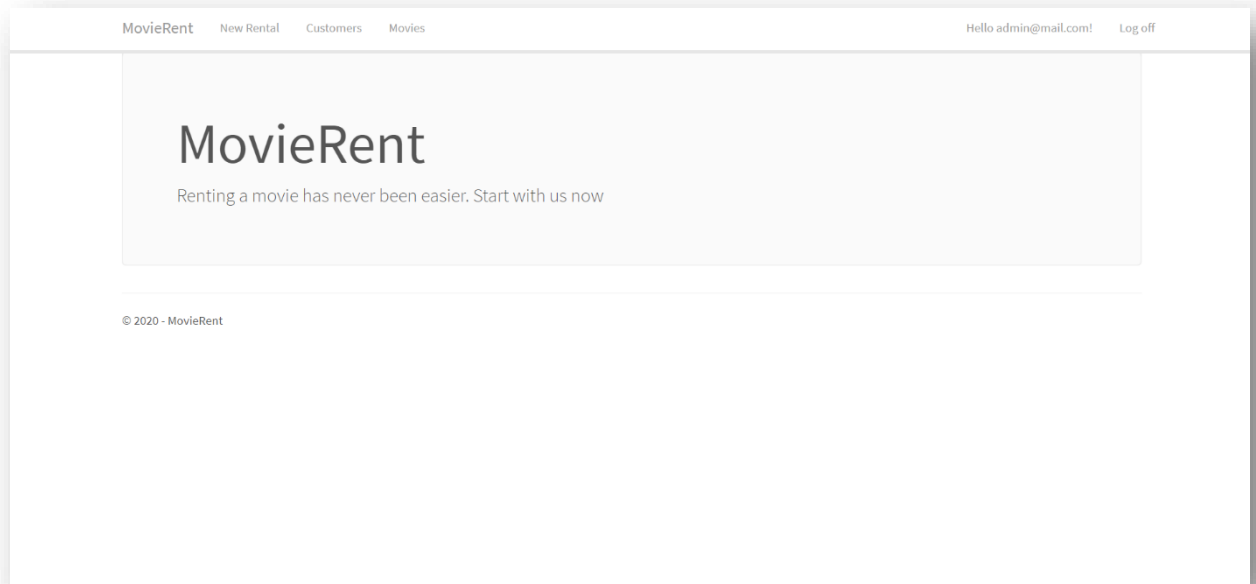 MovieRent New Rental Customers Movies Hello admin@mail.com! Log off
MovieRent
Renting a movie has never been easier. Start with us now
© 2020 - MovieRent